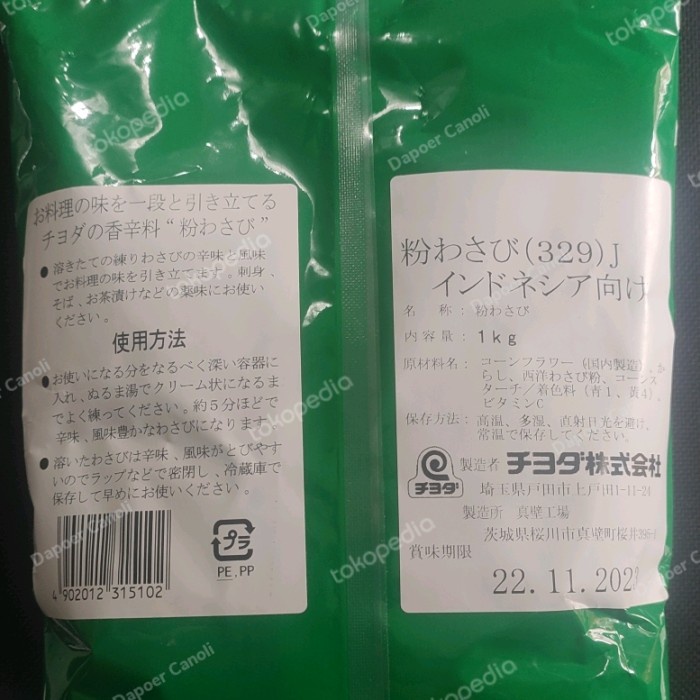 お料理の味を一段と引き立てる
チヨダの香辛料“粉わさび”
●溶きたての練りわさびの辛味と風味
でお料理の味を引き立てます。刺身、
そば、お茶漬けなどの薬味にお使い
ください。
使用方法
●お使いになる分をなるべく深い容器に
入れ、ぬるま湯でクリーム状になるま
でよく練ってください。約5分ほどで
辛味、風味豊かなわさびになります。
●溶いたわさびは辛味、風味がとびやす
いのでラップなどで密閉し、冷蔵庫で
保存して早めにお使いください。
4 902012 315102
プラ
PE,PP
粉わさび(329)J
インドネシア向け
名 称:粉わさび
内容量:1kg
原材料名:コーンフラワー(国内製造)、か
らし、西洋わさび粉、コーンス
ターチ/着色料(青1、黄4)、
ビタミンC
保存方法:高温、多湿、直射日光を避け、
常温で保存してください。
チヨダ
製造者 チヨダ株式会社
埼玉県戸田市上戸田1-11-24
製造所 真壁工場
茨城県桜川市真壁町桜井
賞味期限
22.11.202
tokopedia
Dapoer Canoli